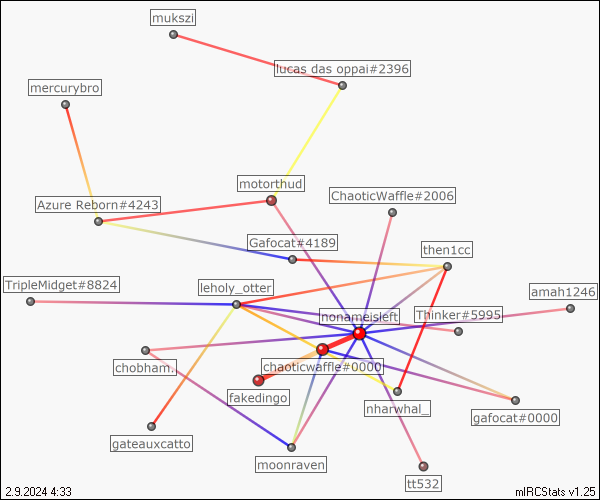 mukszi
lucas das oppai#2396
mercurybro
motorthud
ChaoticWaffle#2006
Azure Reborn#4243
Gafocat#4189
then1cc
TripleMidget#8824
leholy_otter
amah1246
nonameisleft
Thinker#5995
chobham.
chaoticwaffle#0000
fakedingo
nharwhal_
gafocat#0000
gateauxcatto
moonraven
tt532
2.9.2024 4:33
mIRCStats v1.25